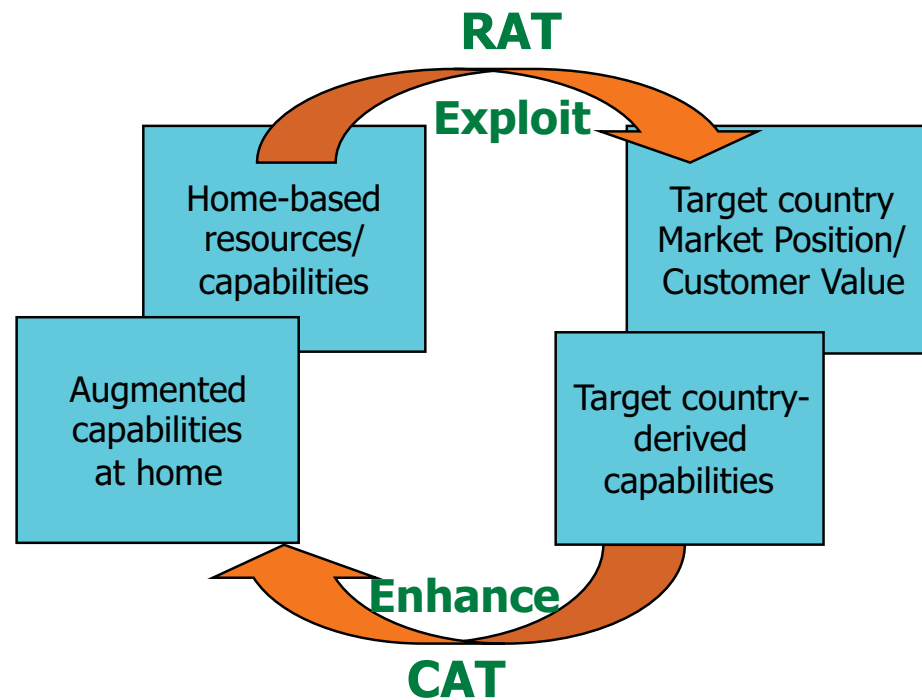 RAT
Exploit
Home-based
resources/
capabilities
Target country
Market Position/
Customer Value
Augmented
capabilities
at home
Target country-
derived
capabilities
Enhance
CAT